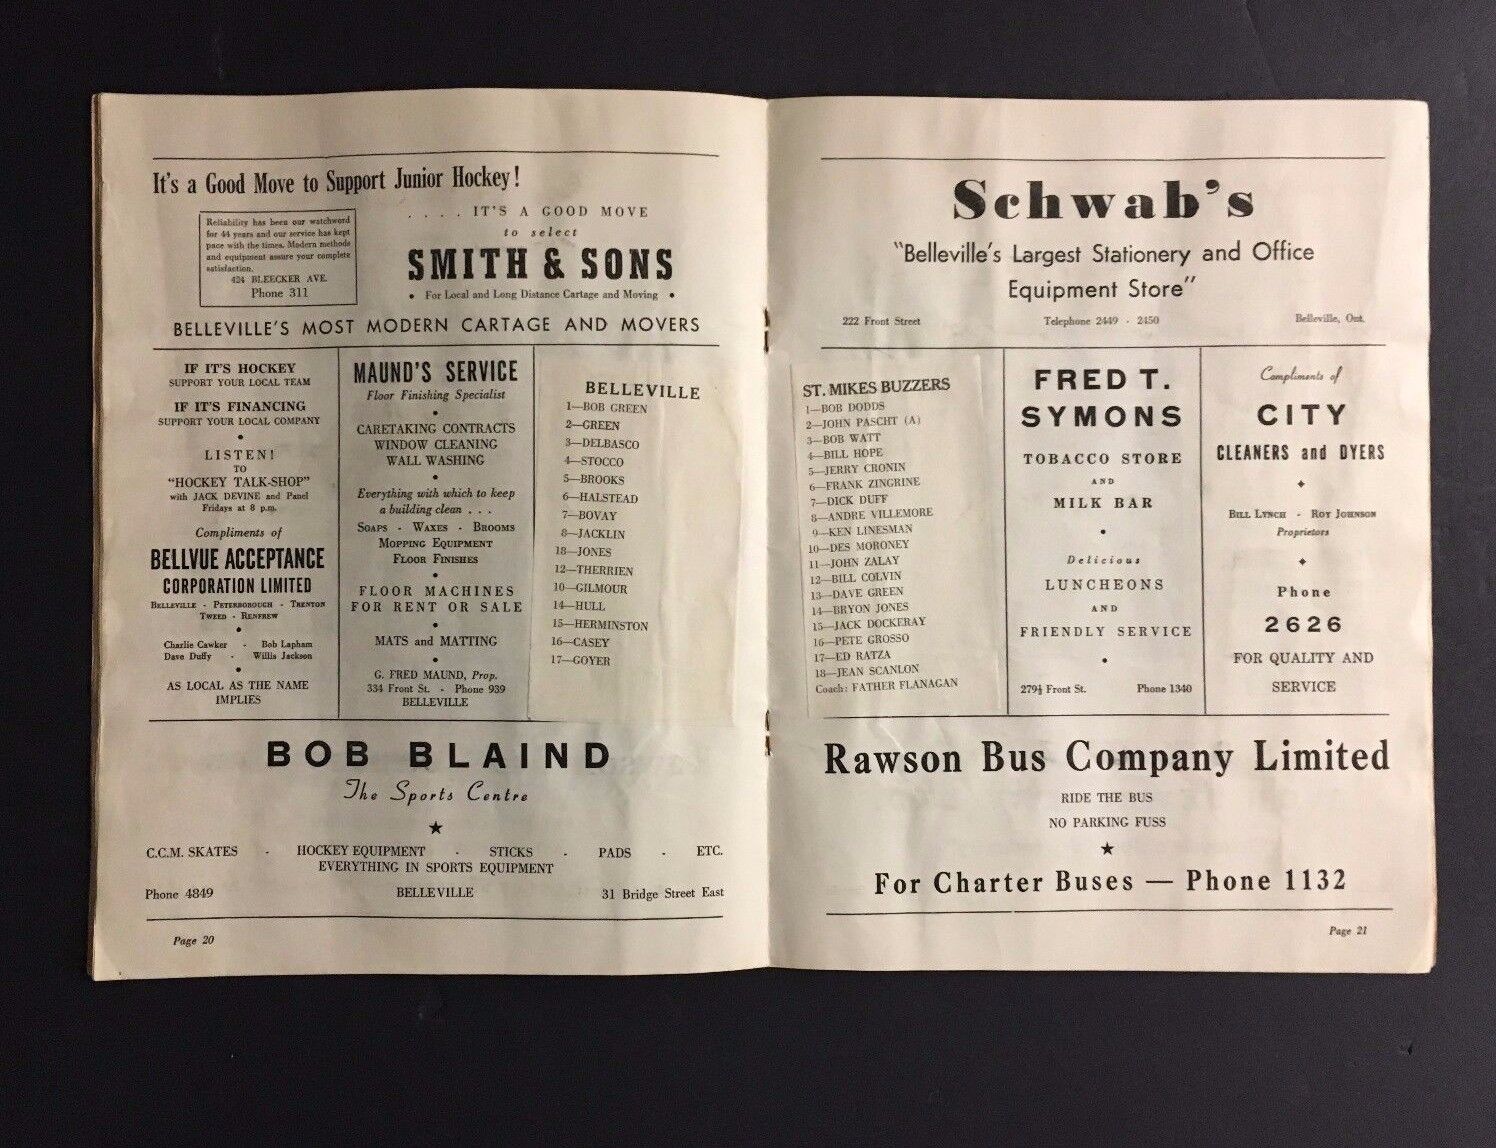 It's a Good Move to Support Junior Hockey!
Reliability has been our watchword
for 44 years and our service has kept
pace with the times. Modern methods
and equipment assure your complete
satisfaction.
424 BLEECKER AVE.
Phone 311
. . . . IT'S A GOOD MOVE
to select
SMITH & SONS
• For Local and Long Distance Cartage and Moving •
BELLEVILLE'S MOST MODERN CARTAGE AND MOVERS
IF IT'S HOCKEY
SUPPORT YOUR LOCAL TEAM
IF IT'S FINANCING
SUPPORT YOUR LOCAL COMPANY
•
LISTEN!
TO
"HOCKEY TALK-SHOP"
with JACK DEVINE and Panel
Fridays at 8 p.m.
Compliments of
BELLVUE ACCEPTANCE
CORPORATION LIMITED
BELLEVILLE - PETERBOROUGH - TRENTON
TWEED - RENFREW
•
Charlie Cawker - Bob Lapham
Dave Duffy - Willis Jackson
•
AS LOCAL AS THE NAME
IMPLIES
MAUND'S SERVICE
Floor Finishing Specialist
•
CARETAKING CONTRACTS
WINDOW CLEANING
WALL WASHING
•
Everything with which to keep
a building clean . . .
SOAPS - WAXES - BROOMS
MOPPING EQUIPMENT
FLOOR FINISHES
•
FLOOR MACHINES
FOR RENT OR SALE
•
MATS and MATTING
•
G. FRED MAUND, Prop.
334 Front St. - Phone 939
BELLEVILLE
BELLEVILLE
1—BOB GREEN
2—GREEN
3—DELBASCO
4—STOCCO
5—BROOKS
6—HALSTEAD
7—BOVAY
8—JACKLIN
18—JONES
12—THERRIEN
10—GILMOUR
14—HULL
15—HERMINSTON
16—CASEY
17—GOYER
BOB BLAIND
The Sports Centre
★
C.C.M. SKATES - HOCKEY EQUIPMENT - STICKS - PADS - ETC.
EVERYTHING IN SPORTS EQUIPMENT
Phone 4849 BELLEVILLE 31 Bridge Street East
Page 20
Schwab's
"Belleville's Largest Stationery and Office
Equipment Store"
222 Front Street Telephone 2449 - 2450 Belleville, Ont.
ST. MIKES BUZZERS
1—BOB DODDS
2—JOHN PASCHT (A)
3—BOB WATT
4—BILL HOPE
5—JERRY CRONIN
6—FRANK ZINGRINE
7—DICK DUFF
8—ANDRE VILLEMORE
9—KEN LINESMAN
10—DES MORONEY
11—JOHN ZALAY
12—BILL COLVIN
13—DAVE GREEN
14—BRYON JONES
15—JACK DOCKERAY
16—PETE GROSSO
17—ED RATZA
18—JEAN SCANLON
Coach: FATHER FLANAGAN
FRED T.
SYMONS
TOBACCO STORE
AND
MILK BAR
•
Delicious
LUNCHEONS
AND
FRIENDLY SERVICE
•
279½ Front St. Phone 1340
Compliments of
CITY
CLEANERS and DYERS
♦
BILL LYNCH - ROY JOHNSON
Proprietors
♦
Phone
2626
FOR QUALITY AND
SERVICE
Rawson Bus Company Limited
RIDE THE BUS
NO PARKING FUSS
★
For Charter Buses — Phone 1132
Page 21